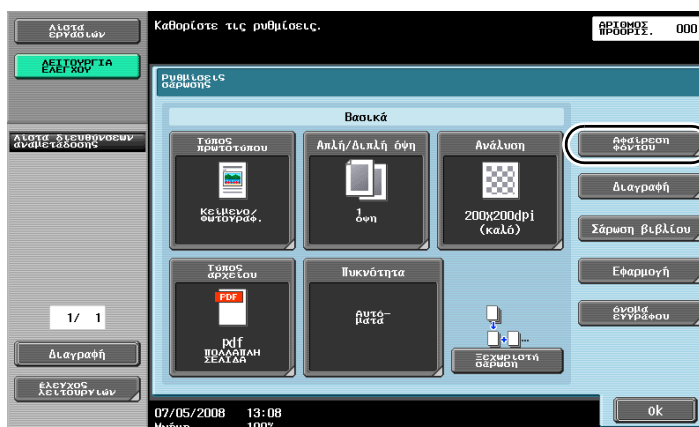 Λίστα
εργασιών
Καθορίστε τις ρυθμίσεις.
ΑΡΙΘΜΟΣ
ΠΡΟΟΡΙΣ.
000
ΛΕΙΤΟΥΡΓΙΑ
ΕΛΕΓΧΟΥ
Ρυθμίσεις
σάρωσης
Βασικά
Λίστα διευθύνσεων
αναμετάδοσης
Τύπος
πρωτοτύπου
Απλή/Διπλή όψη
Ανάλυση
Αφαίρεση
φόντου
Διαγραφή
Κείμενο/
Φωτογραφ.
1
όψη
200X200dpi
(καλό)
Σάρωση βιβλίου
Τύπος
αρχείου
Πυκνότητα
Εφαρμογή
PDF
Αυτό-
ματα
όνομα
εγγράφου
1/ 1
pdf
ΠΟΛΛΑΠΛΗ
ΣΕΛΙΔΑ
Διαγραφή
Ξεχωριστή
σάρωση
έλεγχος
λειτουργιών
07/05/2008 13:08
ok
Μνήμη 100%